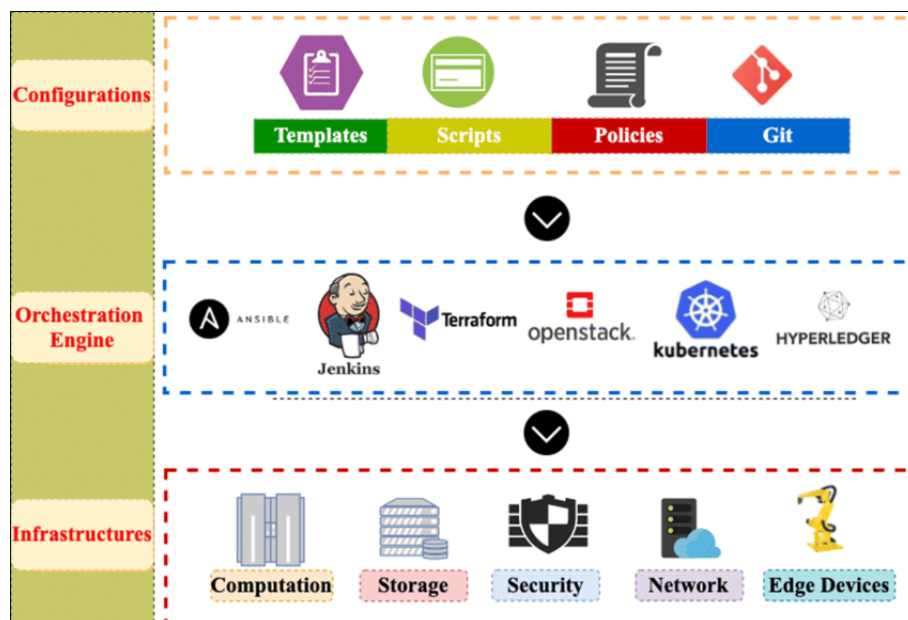 Configurations
Templates
Scripts
Policies
Git
Orchestration
Engine
ANSIBLE
Jenkins
Terraform
openstack.
kubernetes
HYPERLEDGER
Infrastructures
Computation
Storage
Security
Network
Edge Devices